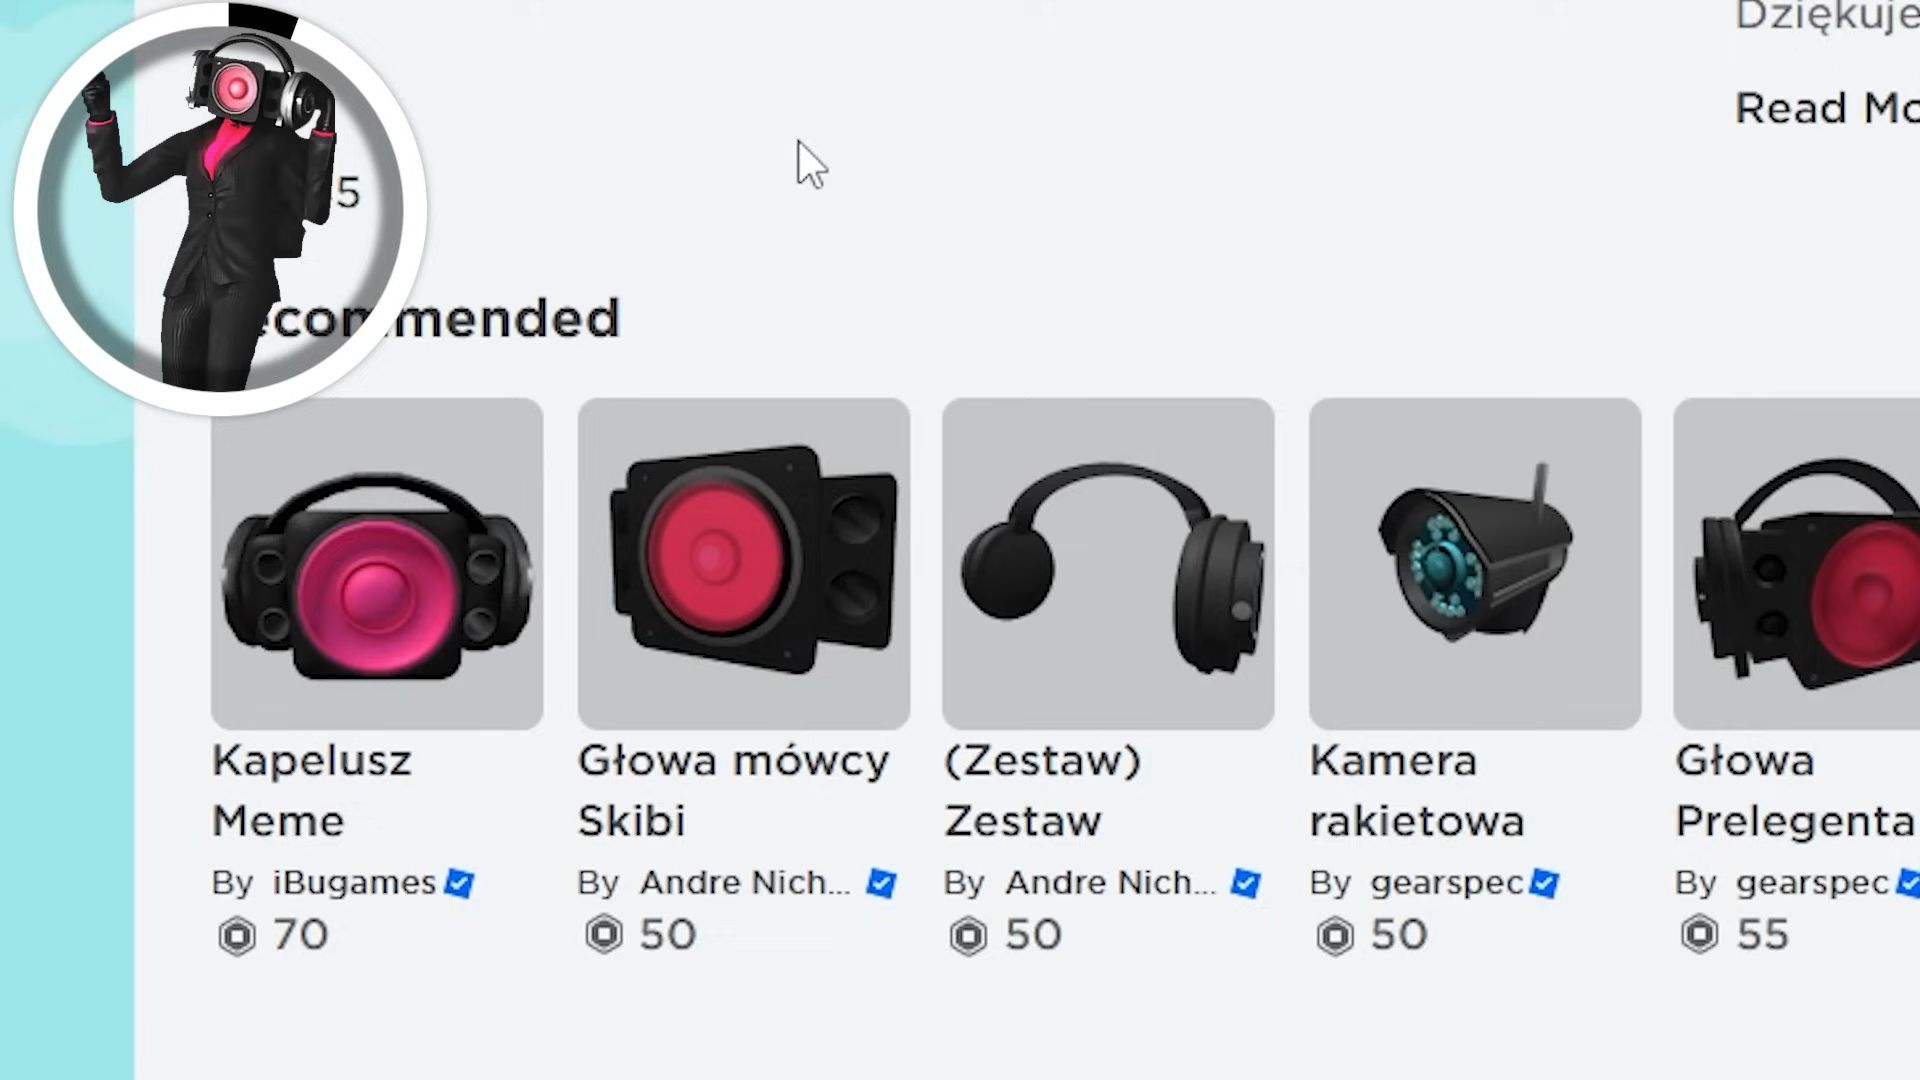 Dziękuje
Read Mo
5
ecommended
Kapelusz
Meme
By iBugames
70
Głowa mówcy
Skibi
By Andre Nich...
50
(Zestaw)
Zestaw
By Andre Nich...
50
Kamera
rakietowa
By gearspec
50
Głowa
Prelegenta
By gearspec
55